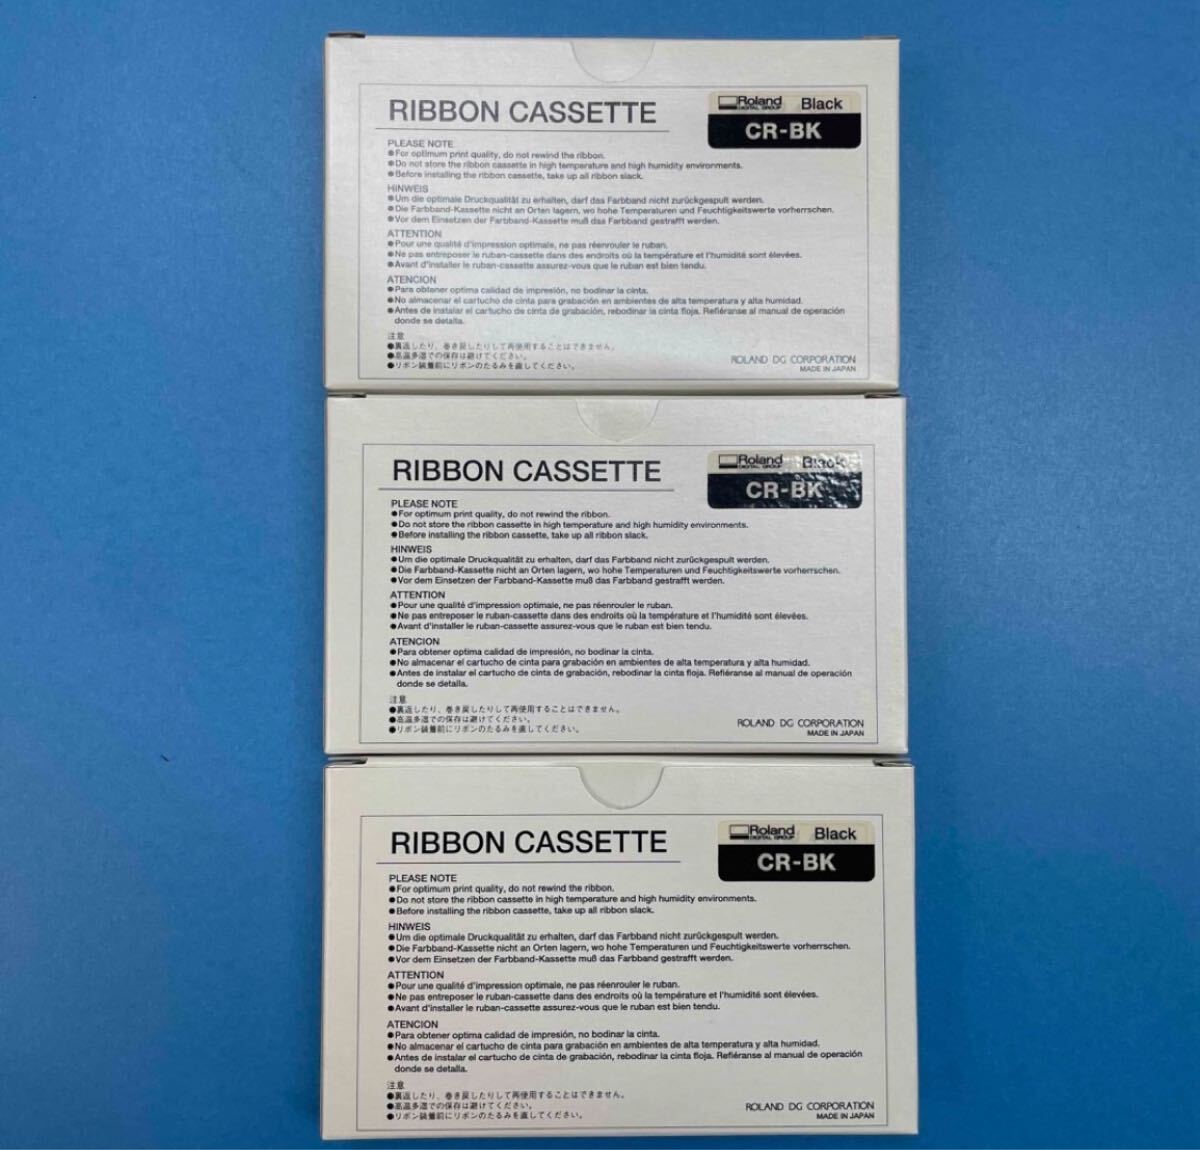 RIBBON CASSETTE
Roland Black
DIGITAL GROUP
CR-BK
PLEASE NOTE
●For optimum print quality, do not rewind the ribbon.
●Do not store the ribbon cassette in high temperature and high humidity environments.
●Before installing the ribbon cassette, take up all ribbon slack.
HINWEIS
●Um die optimale Druckqualität zu erhalten, darf das Farbband nicht zurückgespult werden.
●Die Farbband-Kassette nicht an Orten lagern, wo hohe Temperaturen und Feuchtigkeitswerte vorherrschen.
●Vor dem Einsetzen der Farbband-Kassette muß das Farbband gestrafft werden.
ATTENTION
●Pour une qualité d'impression optimale, ne pas réenrouler le ruban.
●Ne pas entreposer le ruban-cassette dans des endroits où la température et l'humidité sont élevées.
●Avant d'installer le ruban-cassette assurez-vous que le ruban est bien tendu.
ATENCION
●Para obtener optima calidad de impresión, no bodinar la cinta.
●No almacenar el cartucho de cinta para grabación en ambientes de alta temperatura y alta humidad.
●Antes de instalar el cartucho de cinta de grabación, rebodinar la cinta floja. Refiéranse al manual de operación
donde se detalla.
注意
●裏返したり、巻き戻したりして再使用することはできません。
●高温多湿での保存は避けてください。
●リボン装着前にリボンのたるみを直してください。
ROLAND DG CORPORATION
MADE IN JAPAN
RIBBON CASSETTE
Roland Black
DIGITAL GROUP
CR-BK
PLEASE NOTE
●For optimum print quality, do not rewind the ribbon.
●Do not store the ribbon cassette in high temperature and high humidity environments.
●Before installing the ribbon cassette, take up all ribbon slack.
HINWEIS
●Um die optimale Druckqualität zu erhalten, darf das Farbband nicht zurückgespult werden.
●Die Farbband-Kassette nicht an Orten lagern, wo hohe Temperaturen und Feuchtigkeitswerte vorherrschen.
●Vor dem Einsetzen der Farbband-Kassette muß das Farbband gestrafft werden.
ATTENTION
●Pour une qualité d'impression optimale, ne pas réenrouler le ruban.
●Ne pas entreposer le ruban-cassette dans des endroits où la température et l'humidité sont élevées.
●Avant d'installer le ruban-cassette assurez-vous que le ruban est bien tendu.
ATENCION
●Para obtener optima calidad de impresión, no bodinar la cinta.
●No almacenar el cartucho de cinta para grabación en ambientes de alta temperatura y alta humidad.
●Antes de instalar el cartucho de cinta de grabación, rebodinar la cinta floja. Refiéranse al manual de operación
donde se detalla.
注意
●裏返したり、巻き戻したりして再使用することはできません。
●高温多湿での保存は避けてください。
●リボン装着前にリボンのたるみを直してください。
ROLAND DG CORPORATION
MADE IN JAPAN
RIBBON CASSETTE
Roland Black
DIGITAL GROUP
CR-BK
PLEASE NOTE
●For optimum print quality, do not rewind the ribbon.
●Do not store the ribbon cassette in high temperature and high humidity environments.
●Before installing the ribbon cassette, take up all ribbon slack.
HINWEIS
●Um die optimale Druckqualität zu erhalten, darf das Farbband nicht zurückgespult werden.
●Die Farbband-Kassette nicht an Orten lagern, wo hohe Temperaturen und Feuchtigkeitswerte vorherrschen.
●Vor dem Einsetzen der Farbband-Kassette muß das Farbband gestrafft werden.
ATTENTION
●Pour une qualité d'impression optimale, ne pas réenrouler le ruban.
●Ne pas entreposer le ruban-cassette dans des endroits où la température et l'humidité sont élevées.
●Avant d'installer le ruban-cassette assurez-vous que le ruban est bien tendu.
ATENCION
●Para obtener optima calidad de impresión, no bodinar la cinta.
●No almacenar el cartucho de cinta para grabación en ambientes de alta temperatura y alta humidad.
●Antes de instalar el cartucho de cinta de grabación, rebodinar la cinta floja. Refiéranse al manual de operación
donde se detalla.
注意
●裏返したり、巻き戻したりして再使用することはできません。
●高温多湿での保存は避けてください。
●リボン装着前にリボンのたるみを直してください。
ROLAND DG CORPORATION
MADE IN JAPAN